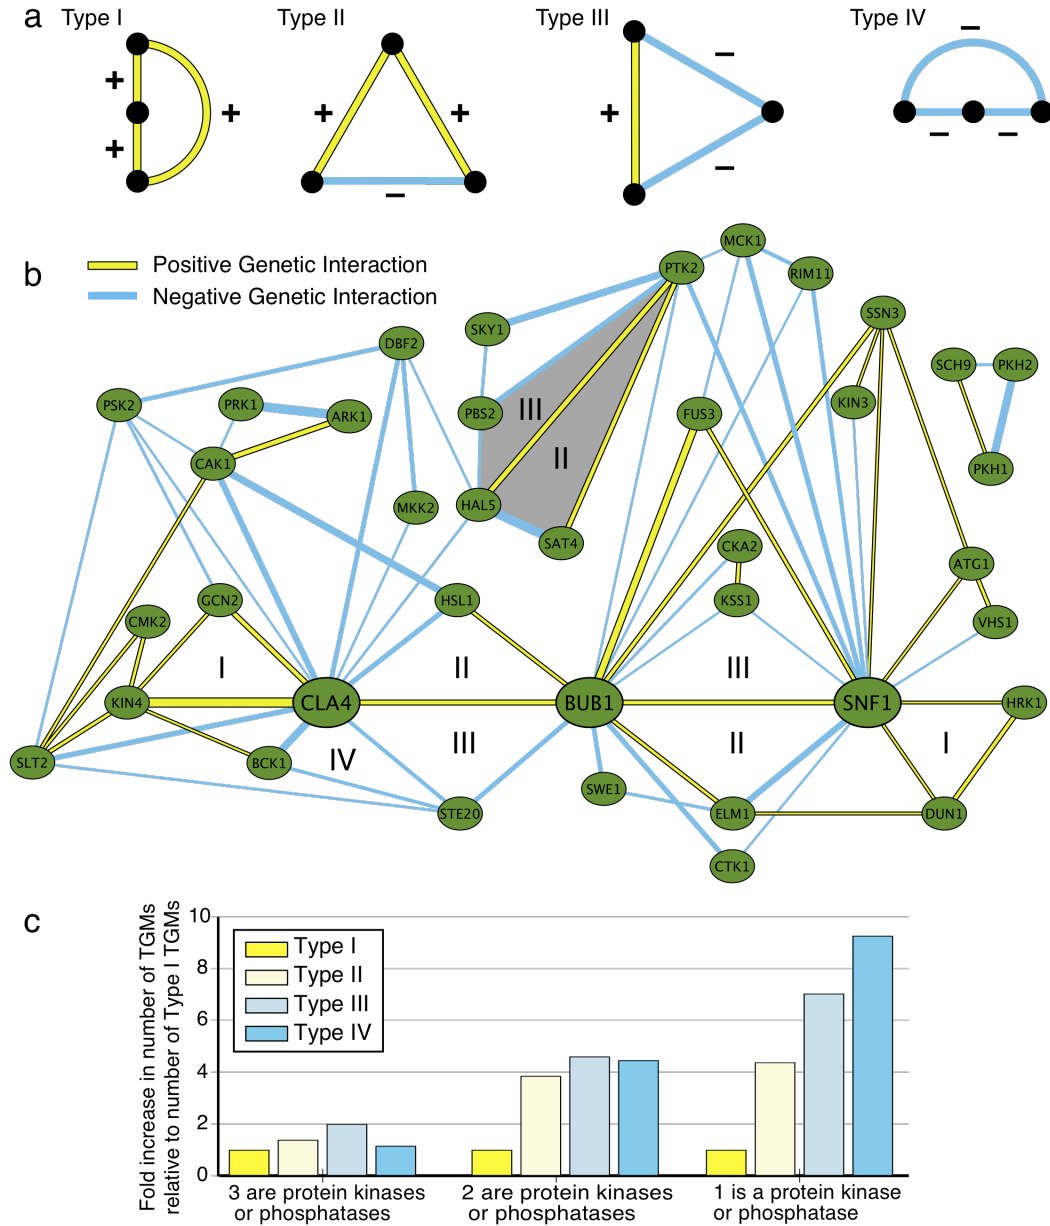 a
Type I
Type II
Type III
Type IV
+
+
+
+
+
−
+
−
−
−
−
−
b
Positive Genetic Interaction
Negative Genetic Interaction
MCK1
PTK2
RIM11
SSN3
SKY1
DBF2
SCH9
PKH2
PSK2
PRK1
ARK1
PBS2
III
FUS3
KIN3
CAK1
II
PKH1
MKK2
HAL5
SAT4
CKA2
ATG1
GCN2
HSL1
KSS1
CMK2
VHS1
I
II
III
KIN4
CLA4
BUB1
SNF1
HRK1
SLT2
BCK1
IV
III
II
I
SWE1
STE20
ELM1
DUN1
CTK1
c
Fold increase in number of TGMs
relative to number of Type I TGMs
10
8
6
4
2
0
Type I
Type II
Type III
Type IV
3 are protein kinases
or phosphatases
2 are protein kinases
or phosphatases
1 is a protein kinase
or phosphatase